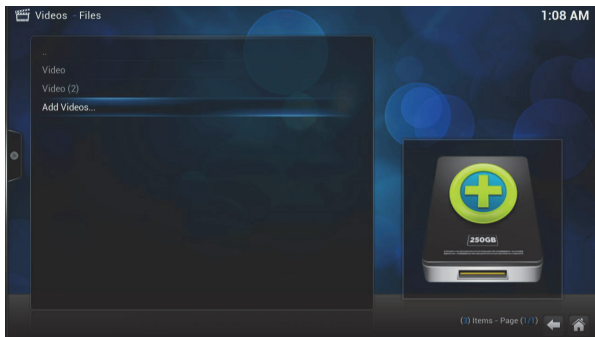 Videos - Files
1:08 AM
..
Video
Video (2)
Add Videos...
250GB
(3) Items - Page (1/1)